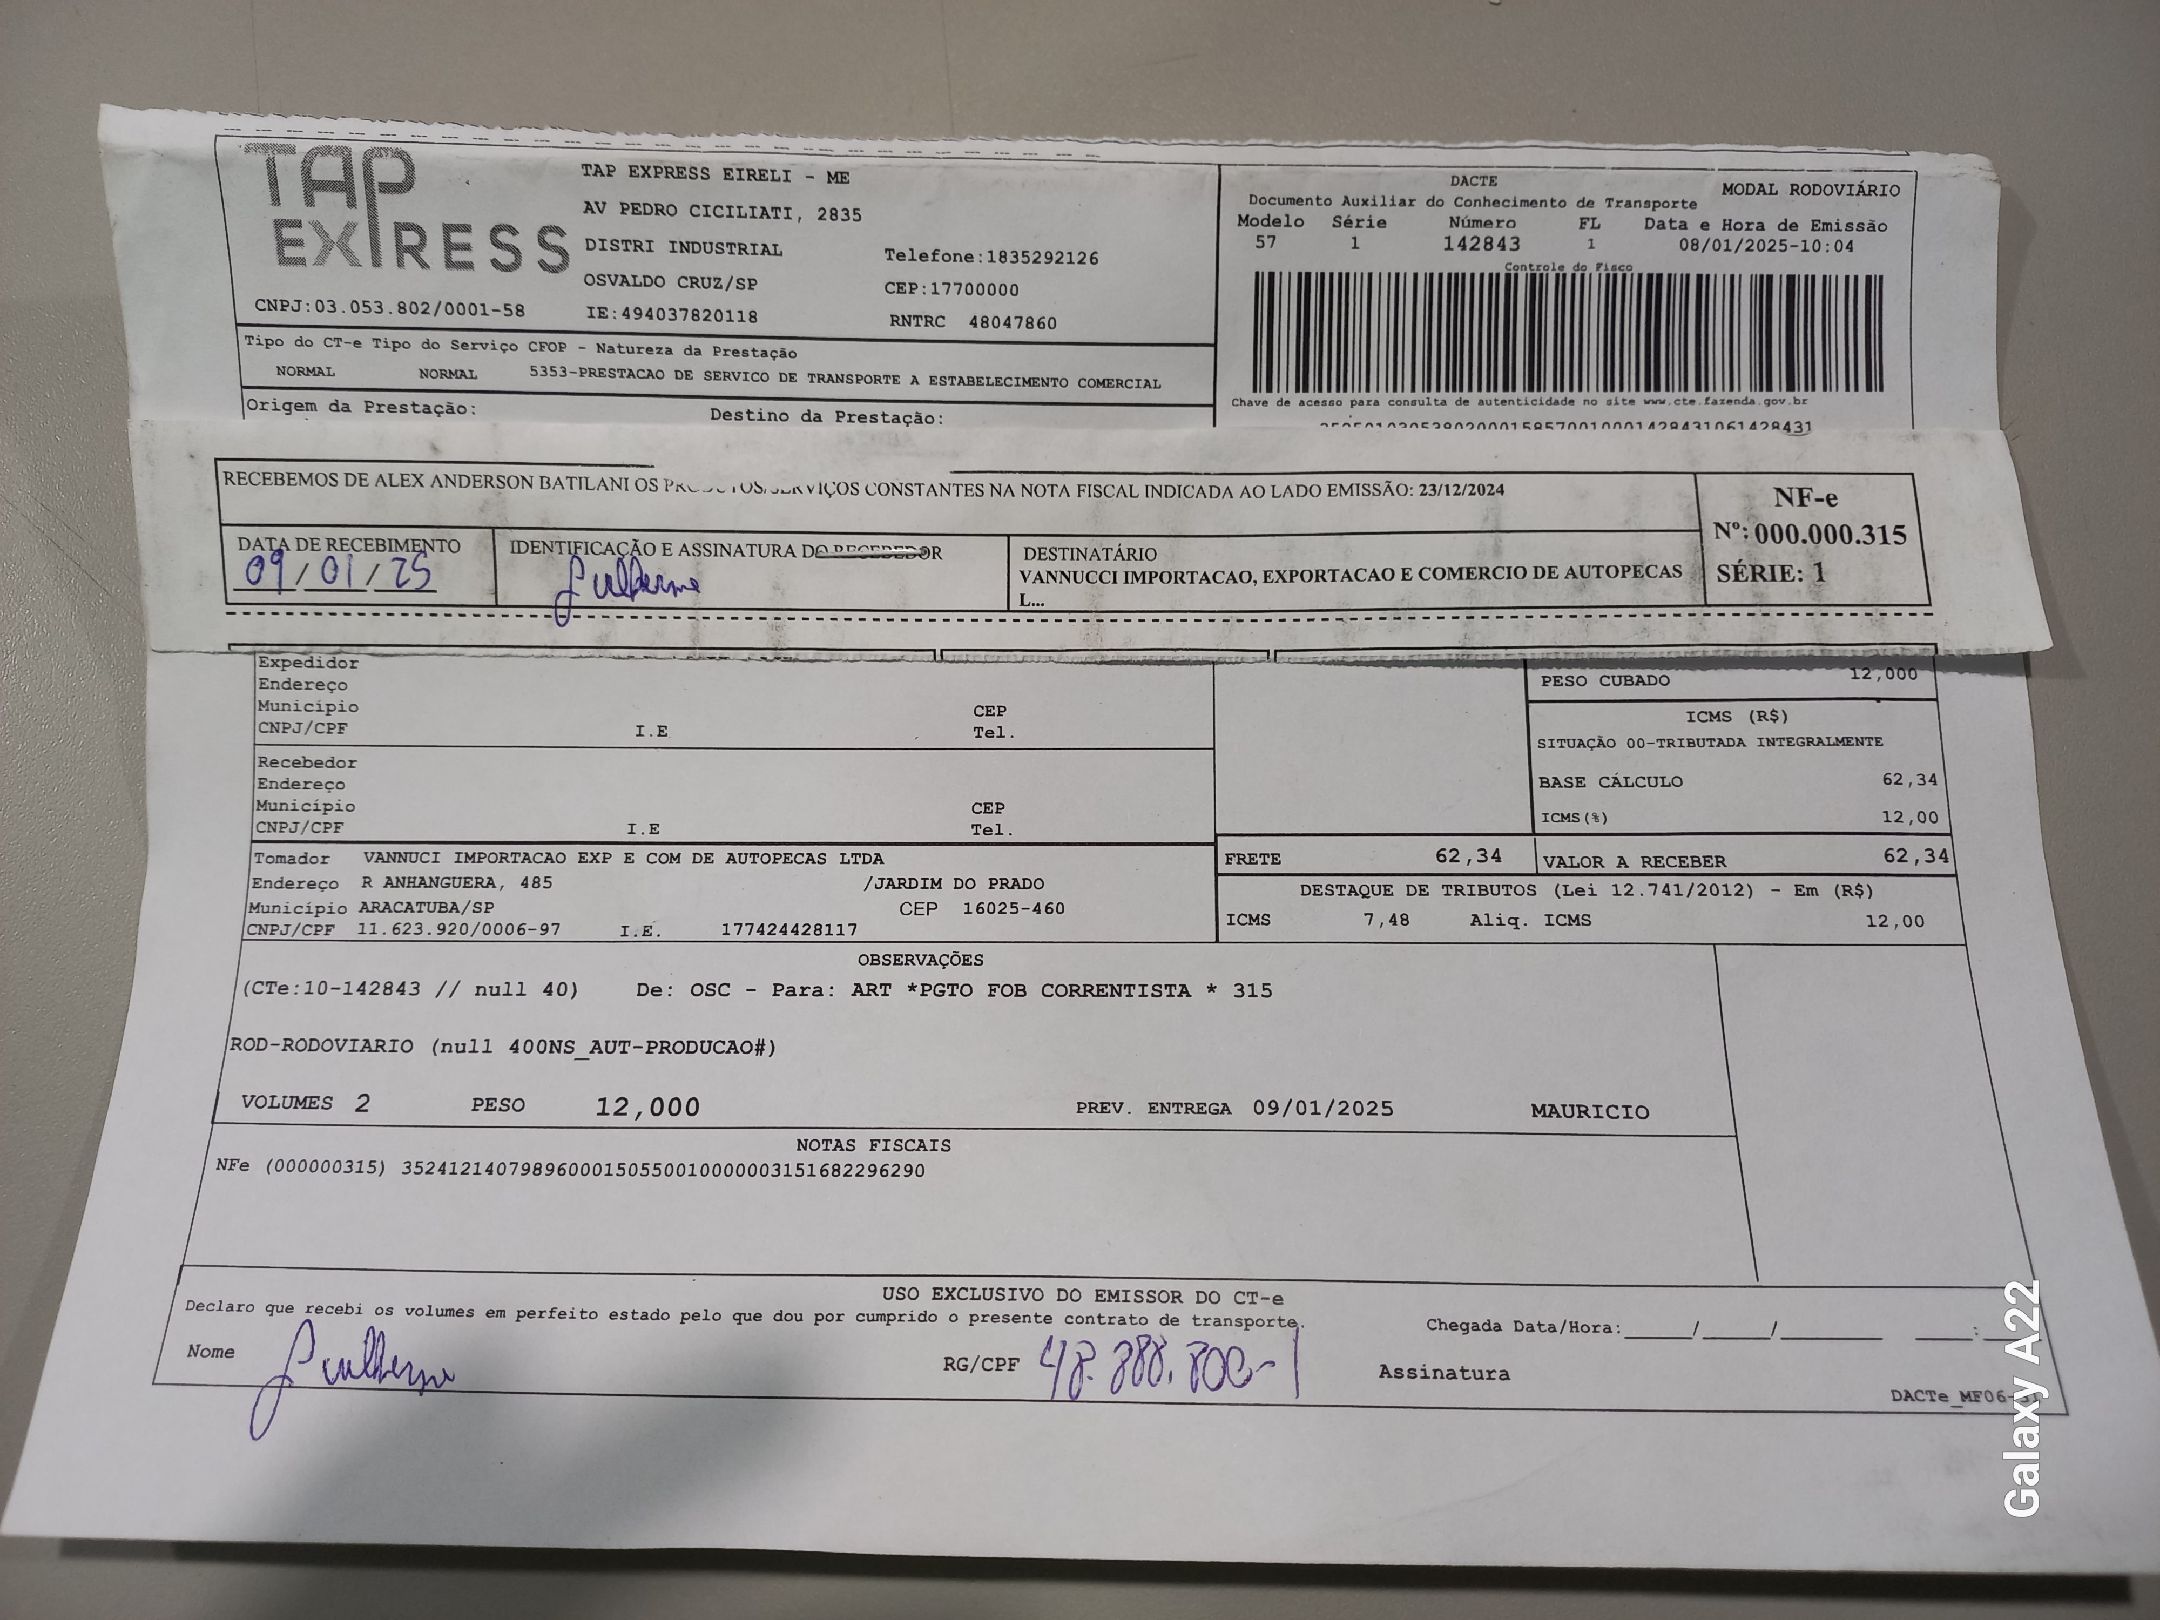 TAP EXPRESS
TAP EXPRESS EIRELI - ME
AV PEDRO CICILIATI, 2835
DISTRI INDUSTRIAL
Telefone:1835292126
OSVALDO CRUZ/SP
CEP:17700000
CNPJ:03.053.802/0001-58
IE:494037820118
RNTRC 48047860
DACTE
MODAL RODOVIÁRIO
Documento Auxiliar do Conhecimento de Transporte
Modelo Série Número FL Data e Hora de Emissão
57 1 142843 1 08/01/2025-10:04
Controle do Fisco
Chave de acesso para consulta de autenticidade no site www.cte.fazenda.gov.br
Tipo do CT-e Tipo do Serviço CFOP - Natureza da Prestação
NORMAL NORMAL 5353-PRESTACAO DE SERVICO DE TRANSPORTE A ESTABELECIMENTO COMERCIAL
Origem da Prestação: Destino da Prestação:
RECEBEMOS DE ALEX ANDERSON BATILANI OS PRODUTOS/SERVIÇOS CONSTANTES NA NOTA FISCAL INDICADA AO LADO EMISSÃO: 23/12/2024
NF-e
Nº: 000.000.315
SÉRIE: 1
DATA DE RECEBIMENTO
09/01/25
IDENTIFICAÇÃO E ASSINATURA DO RECEBEDOR
Guilherme
DESTINATÁRIO
VANNUCCI IMPORTACAO, EXPORTACAO E COMERCIO DE AUTOPECAS
L...
Expedidor
Endereço
Município CEP
CNPJ/CPF I.E Tel.
Recebedor
Endereço
Município CEP
CNPJ/CPF I.E Tel.
PESO CUBADO 12,000
ICMS (R$)
SITUAÇÃO 00-TRIBUTADA INTEGRALMENTE
BASE CÁLCULO 62,34
ICMS(%) 12,00
Tomador VANNUCI IMPORTACAO EXP E COM DE AUTOPECAS LTDA
Endereço R ANHANGUERA, 485 /JARDIM DO PRADO
Município ARACATUBA/SP CEP 16025-460
CNPJ/CPF 11.623.920/0006-97 I.E. 177424428117
FRETE 62,34 VALOR A RECEBER 62,34
DESTAQUE DE TRIBUTOS (Lei 12.741/2012) - Em (R$)
ICMS 7,48 Aliq. ICMS 12,00
OBSERVAÇÕES
(CTe:10-142843 // null 40) De: OSC - Para: ART *PGTO FOB CORRENTISTA * 315
ROD-RODOVIARIO (null 400NS_AUT-PRODUCAO#)
VOLUMES 2 PESO 12,000 PREV. ENTREGA 09/01/2025 MAURICIO
NOTAS FISCAIS
NFe (000000315) 35241214079896000150550010000003151682296290
USO EXCLUSIVO DO EMISSOR DO CT-e
Declaro que recebi os volumes em perfeito estado pelo que dou por cumprido o presente contrato de transporte.
Chegada Data/Hora:_____/_____/________ ____:
Nome Guilherme RG/CPF 48.388.800-1 Assinatura
Galaxy A22